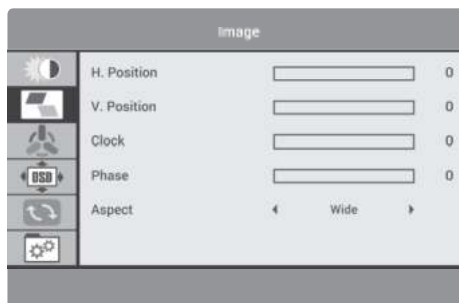 Image
H. Position 0
V. Position 0
Clock 0
Phase 0
OSD
Aspect Wide